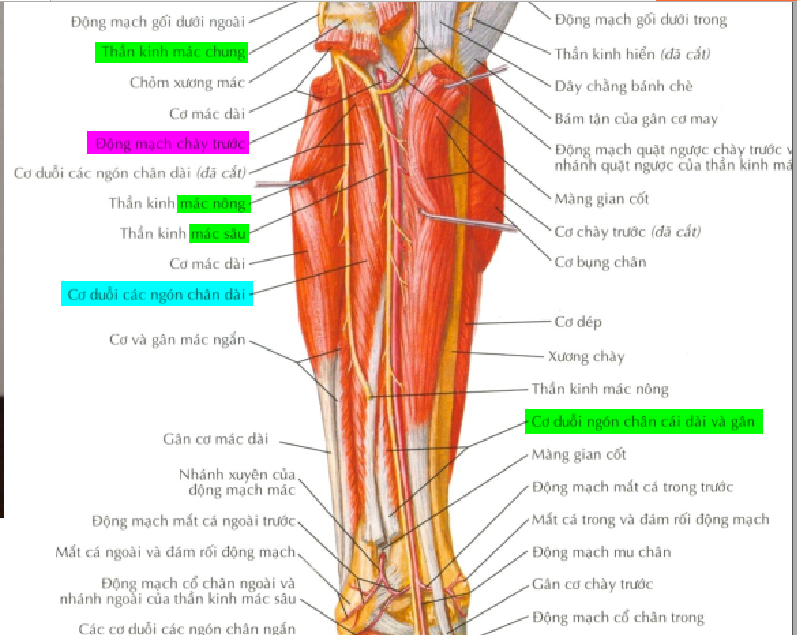 Động mạch gối dưới ngoài
Thần kinh mác chung
Chỏm xương mác
Cơ mác dài
Động mạch chày trước
Cơ duỗi các ngón chân dài (đã cắt)
Thần kinh mác nông
Thần kinh mác sâu
Cơ mác dài
Cơ duỗi các ngón chân dài
Cơ và gân mác ngắn
Gân cơ mác dài
Nhánh xuyên của
động mạch mác
Động mạch mắt cá ngoài trước
Mắt cá ngoài và đám rối động mạch
Động mạch cổ chân ngoài và
nhánh ngoài của thần kinh mác sâu
Các cơ duỗi các ngón chân ngắn
Động mạch gối dưới trong
Thần kinh hiển (đã cắt)
Dây chằng bánh chè
Bám tận của gân cơ may
Động mạch quặt ngược chày trước v
nhánh quặt ngược của thần kinh má
Màng gian cốt
Cơ chày trước (đã cắt)
Cơ bụng chân
Cơ dép
Xương chày
Thần kinh mác nông
Cơ duỗi ngón chân cái dài và gân
Màng gian cốt
Động mạch mắt cá trong trước
Mắt cá trong và đám rối động mạch
Động mạch mu chân
Gân cơ chày trước
Động mạch cổ chân trong